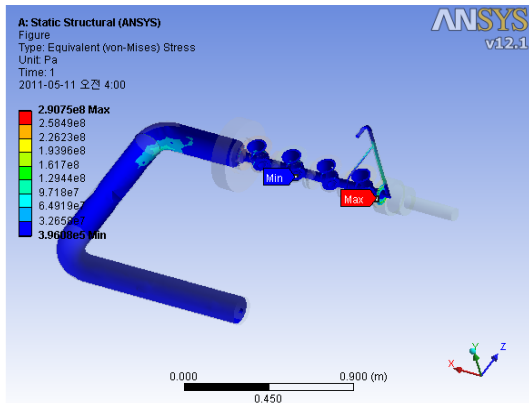 A: Static Structural (ANSYS)
Figure
Type: Equivalent (von-Mises) Stress
Unit: Pa
Time: 1
2011-05-11 오전 4:00
ANSYS
v12.1
2.9075e8 Max
2.5849e8
2.2623e8
1.9396e8
1.617e8
1.2944e8
9.718e7
6.4919e7
3.2658e7
3.9608e5 Min
Min
Max
0.000
0.900 (m)
0.450
X
Y
Z